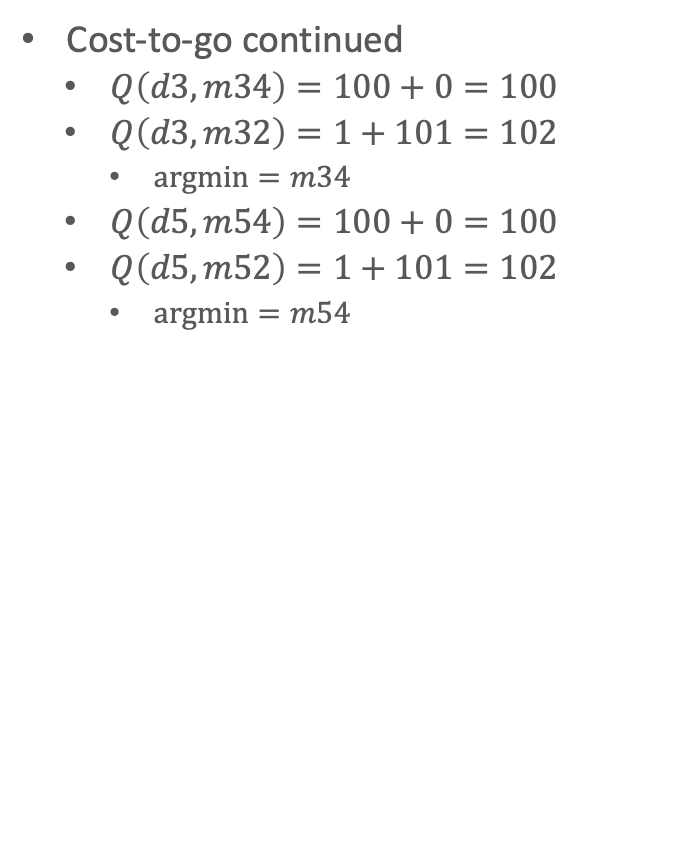 • Cost-to-go continued
• Q(d3, m34) = 100 + 0 = 100
• Q(d3, m32) = 1 + 101 = 102
• argmin = m34
• Q(d5, m54) = 100 + 0 = 100
• Q(d5, m52) = 1 + 101 = 102
• argmin = m54